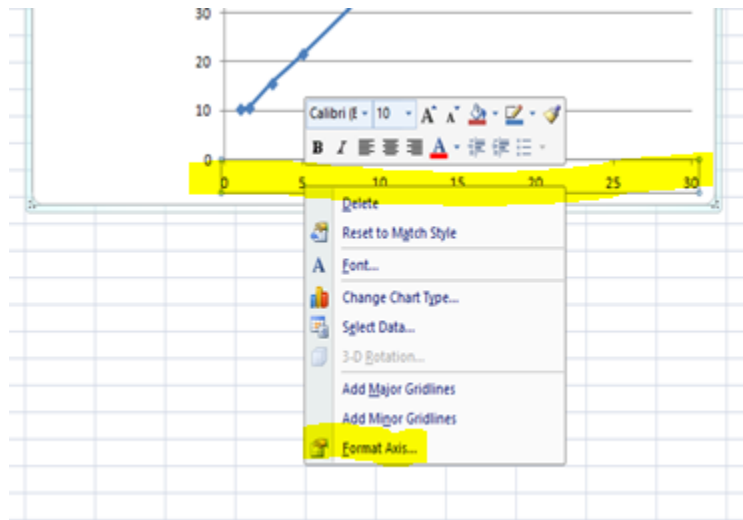 30
20
10
0
0 5 10 15 20 25 30
Calibri (E 10 A A
B I A
Delete
Reset to Match Style
A Font...
Change Chart Type...
Select Data...
3-D Rotation...
Add Major Gridlines
Add Minor Gridlines
Format Axis...